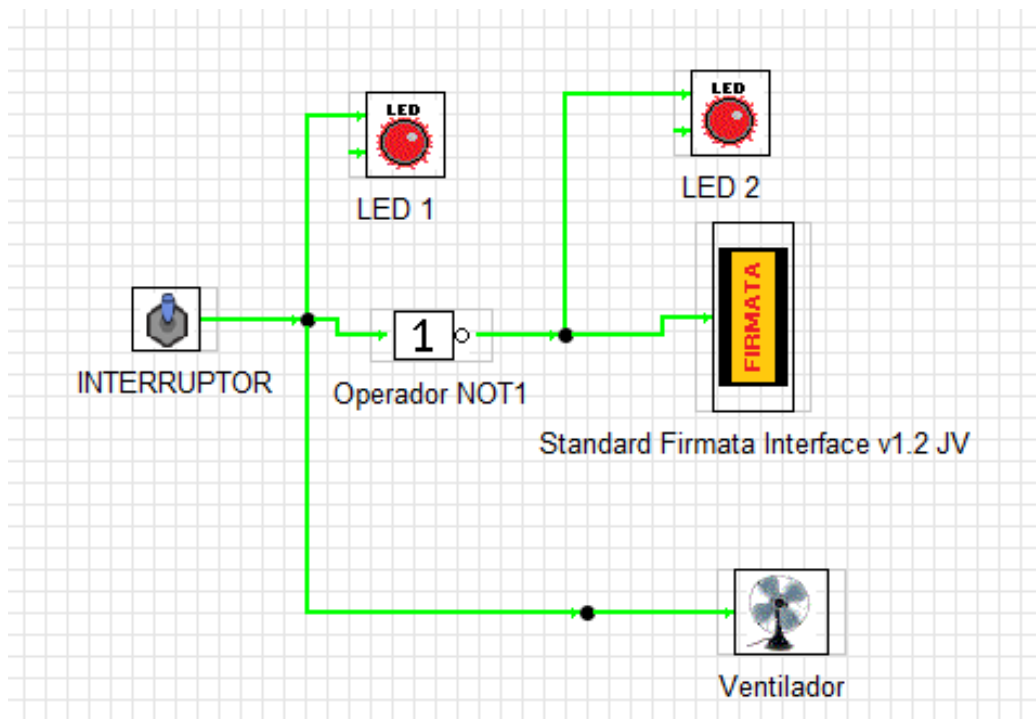 LED
LED 1
LED
LED 2
INTERRUPTOR
1
Operador NOT1
FIRMATA
Standard Firmata Interface v1.2 JV
Ventilador